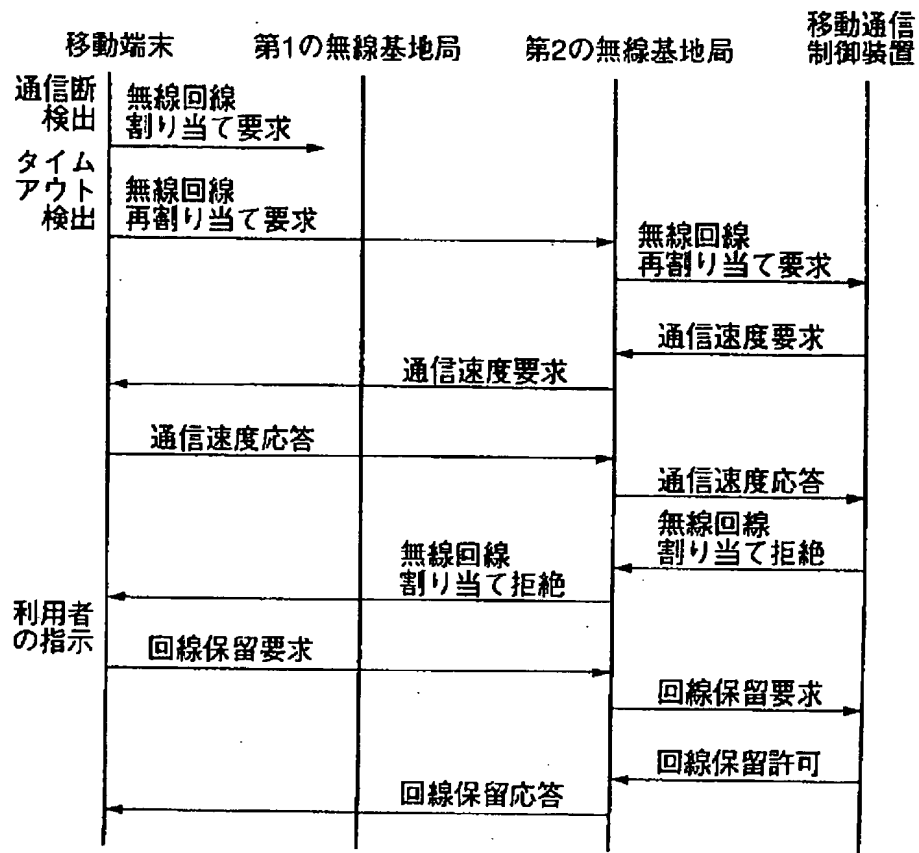 移動端末
第1の無線基地局
第2の無線基地局
移動通信
制御装置
通信断
検出
無線回線
割り当て要求
タイム
アウト
検出
無線回線
再割り当て要求
無線回線
再割り当て要求
通信速度要求
通信速度要求
通信速度応答
通信速度応答
無線回線
割り当て拒絶
無線回線
割り当て拒絶
利用者
の指示
回線保留要求
回線保留要求
回線保留許可
回線保留応答